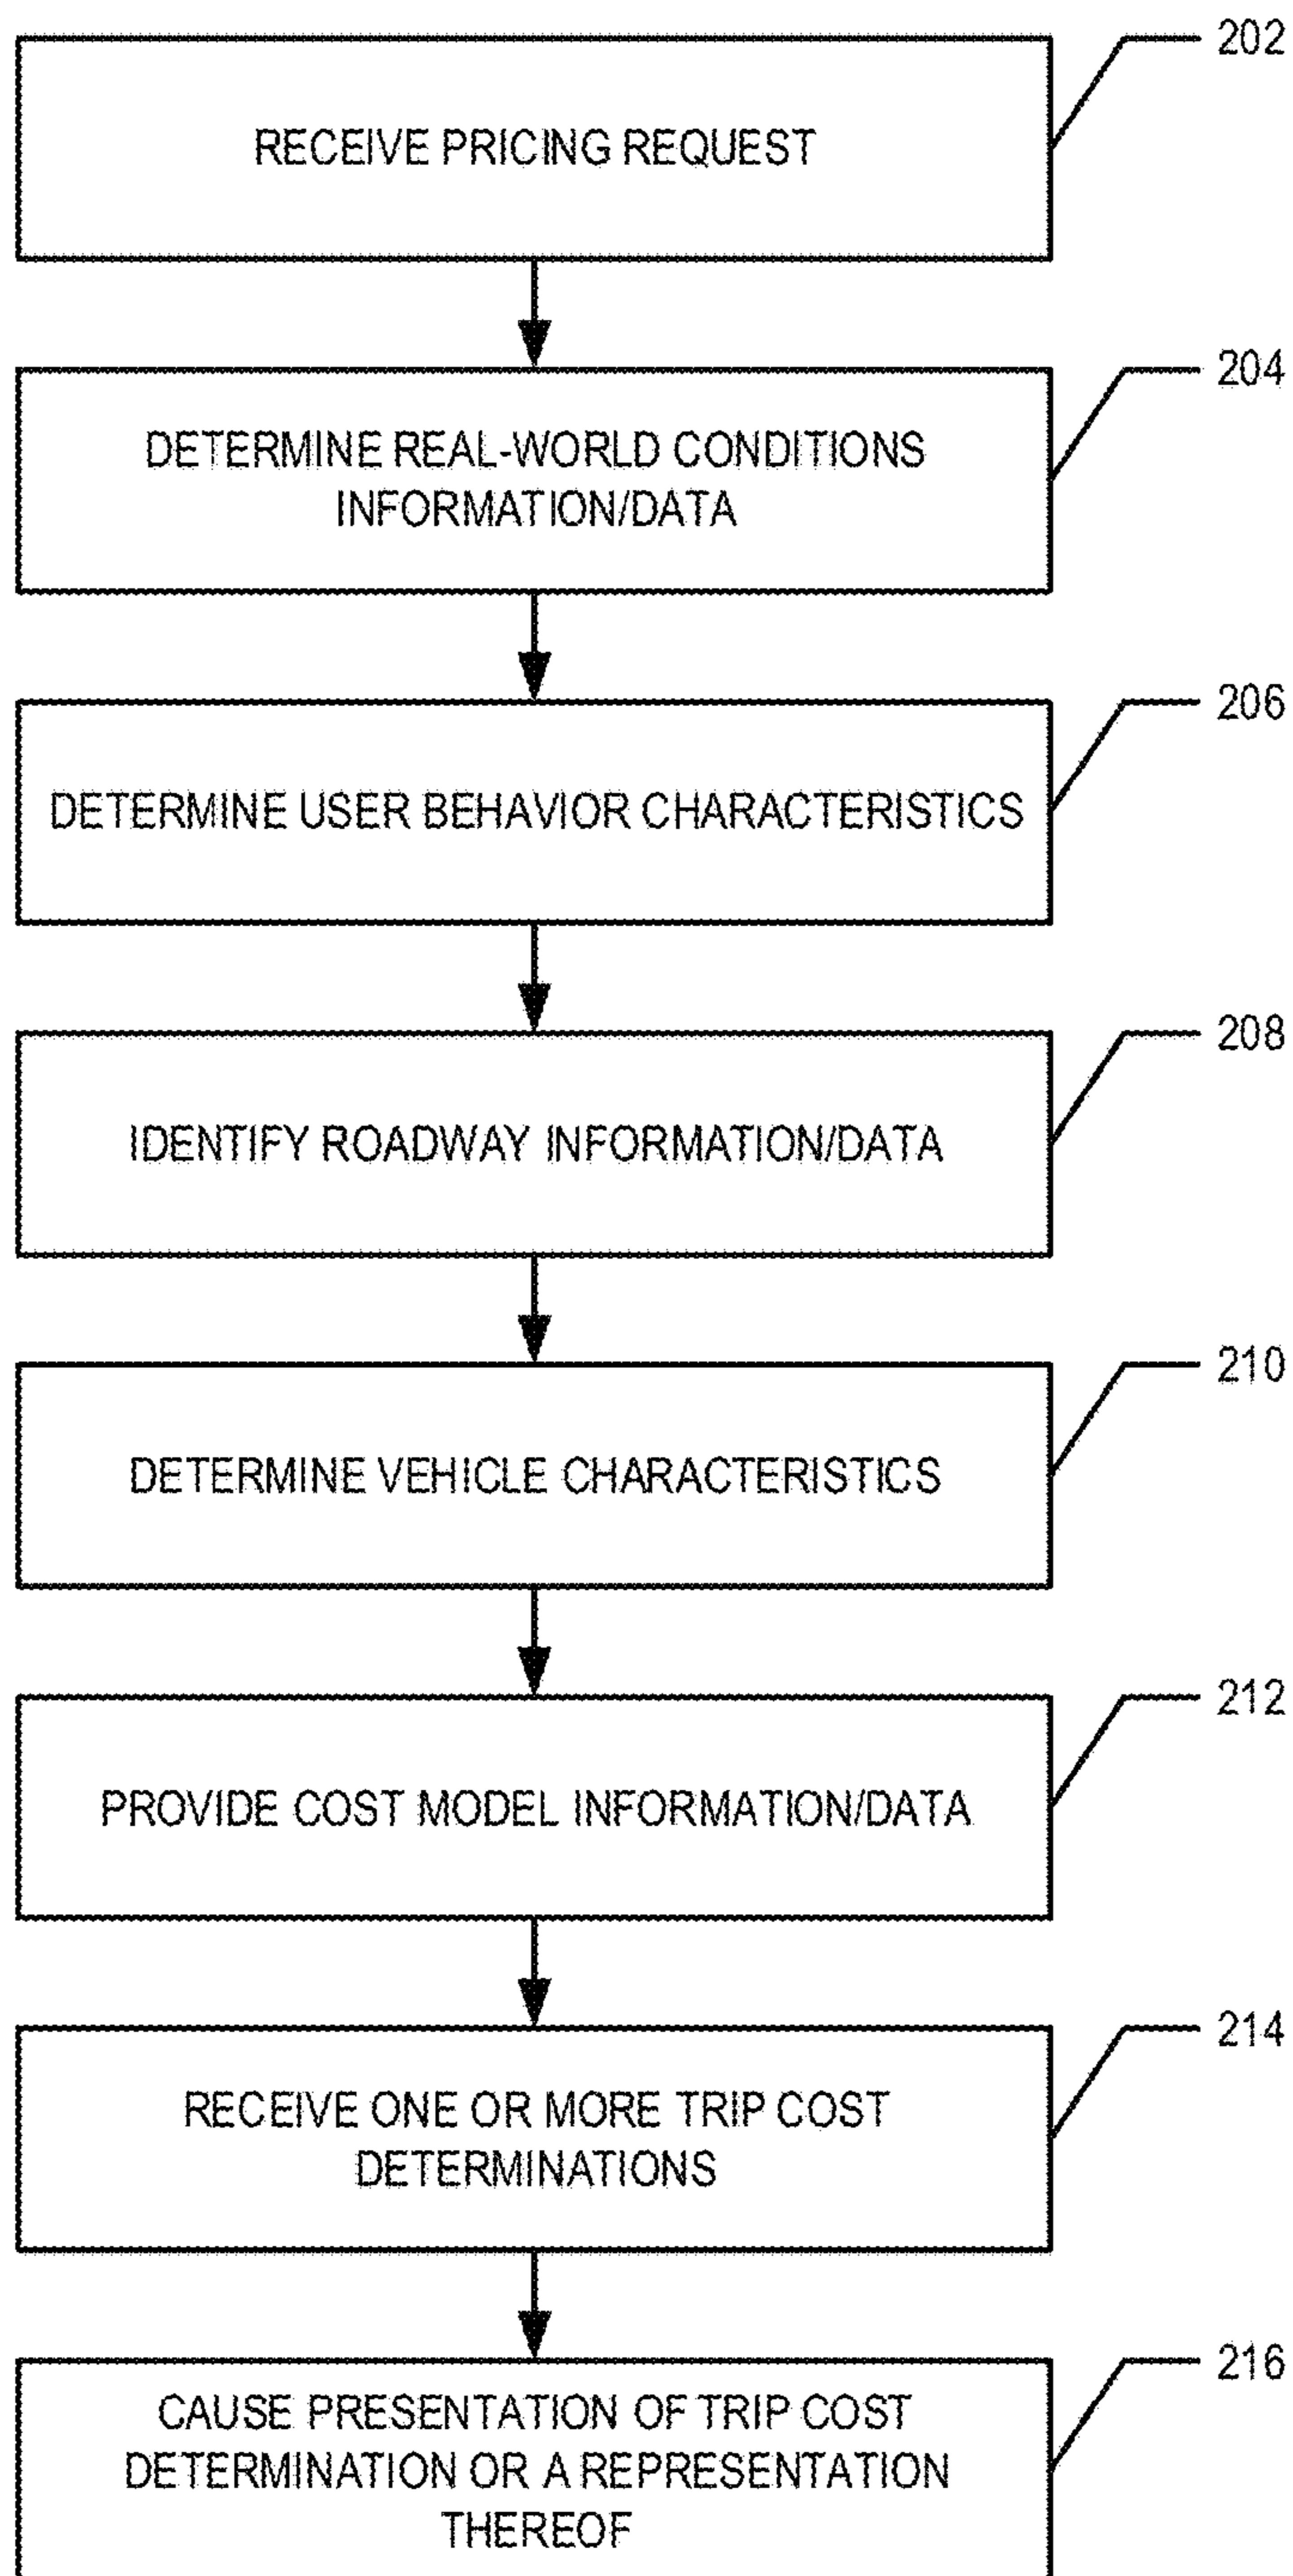 202
RECEIVE PRICING REQUEST
204
DETERMINE REAL-WORLD CONDITIONS
INFORMATION/DATA
206
DETERMINE USER BEHAVIOR CHARACTERISTICS
208
IDENTIFY ROADWAY INFORMATION/DATA
210
DETERMINE VEHICLE CHARACTERISTICS
212
PROVIDE COST MODEL INFORMATION/DATA
214
RECEIVE ONE OR MORE TRIP COST
DETERMINATIONS
216
CAUSE PRESENTATION OF TRIP COST
DETERMINATION OR A REPRESENTATION
THEREOF